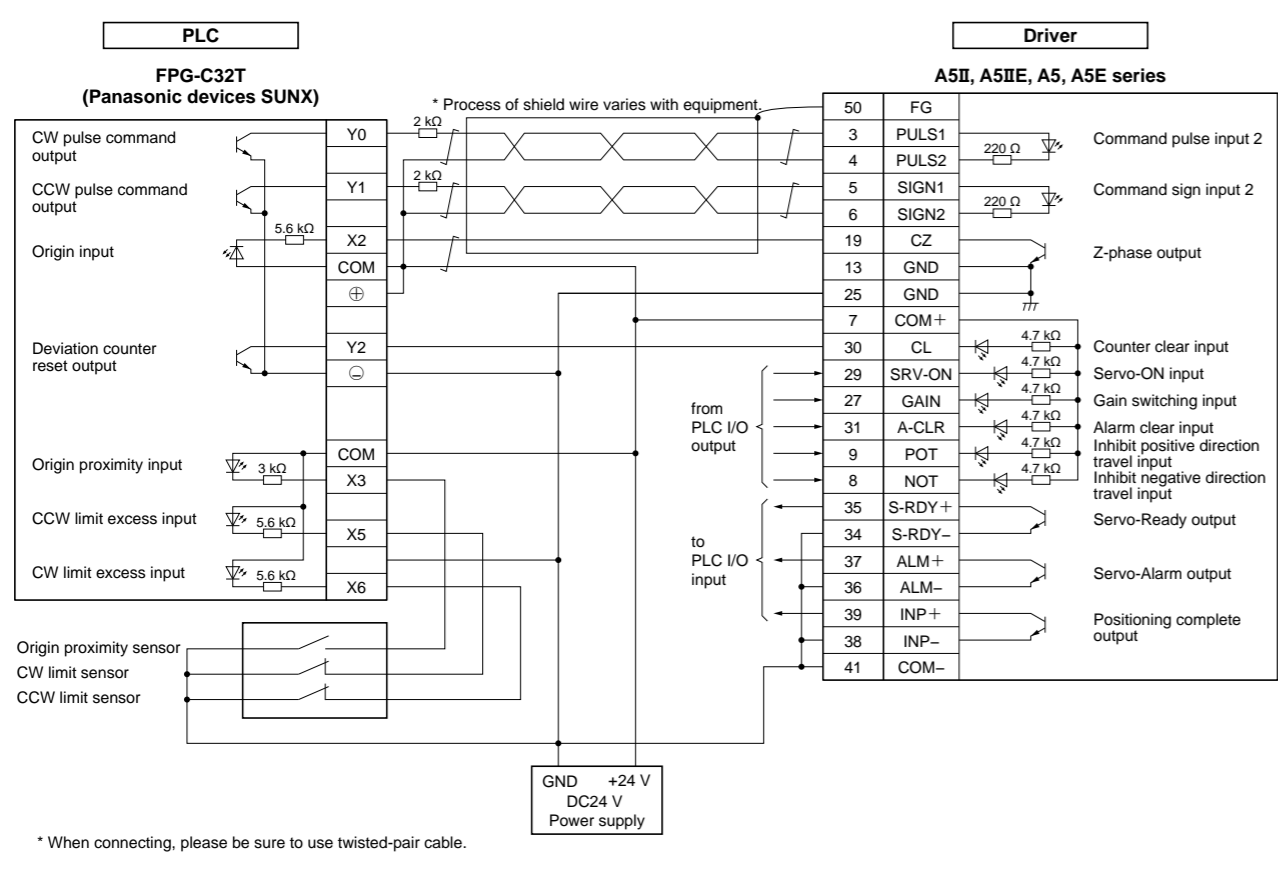 PLC
Driver
FPG-C32T
(Panasonic devices SUNX)
A5II, A5IIE, A5, A5E series
* Process of shield wire varies with equipment.
50 FG
CW pulse command
output
Y0
2 kΩ
3 PULS1
220 Ω
Command pulse input 2
4 PULS2
CCW pulse command
output
Y1
2 kΩ
5 SIGN1
220 Ω
Command sign input 2
6 SIGN2
Origin input
5.6 kΩ
X2
19 CZ
Z-phase output
COM
13 GND
⊕
25 GND
7 COM+
Deviation counter
reset output
Y2
30 CL
4.7 kΩ
Counter clear input
⊖
29 SRV-ON
4.7 kΩ
Servo-ON input
from
PLC I/O
output
27 GAIN
4.7 kΩ
Gain switching input
31 A-CLR
4.7 kΩ
Alarm clear input
Origin proximity input
COM
3 kΩ
X3
9 POT
4.7 kΩ
Inhibit positive direction
travel input
8 NOT
4.7 kΩ
Inhibit negative direction
travel input
CCW limit excess input
5.6 kΩ
X5
to
PLC I/O
input
35 S-RDY+
Servo-Ready output
34 S-RDY−
CW limit excess input
5.6 kΩ
X6
37 ALM+
Servo-Alarm output
36 ALM−
39 INP+
Positioning complete
output
38 INP−
41 COM−
Origin proximity sensor
CW limit sensor
CCW limit sensor
GND +24 V
DC24 V
Power supply
* When connecting, please be sure to use twisted-pair cable.